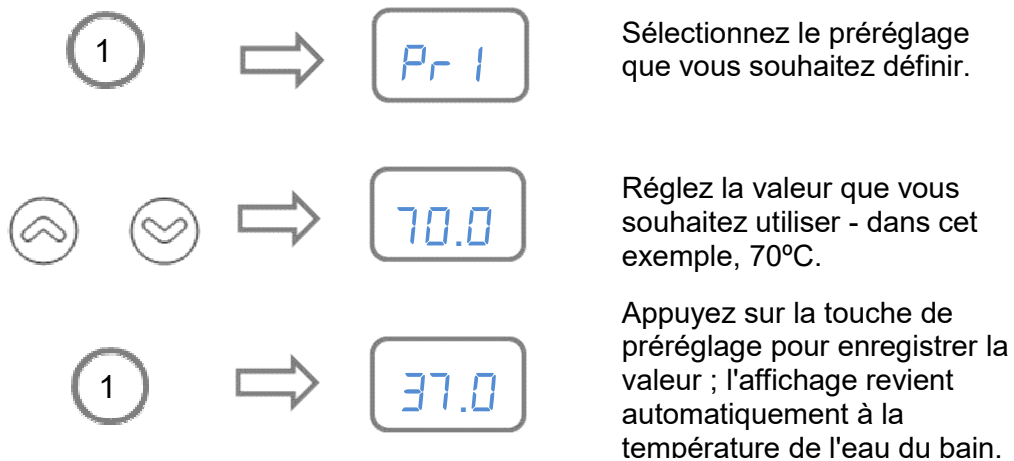 1
Pr 1
Sélectionnez le préréglage
que vous souhaitez définir.
70.0
Réglez la valeur que vous
souhaitez utiliser - dans cet
exemple, 70ºC.
1
37.0
Appuyez sur la touche de
préréglage pour enregistrer la
valeur ; l'affichage revient
automatiquement à la
température de l'eau du bain.